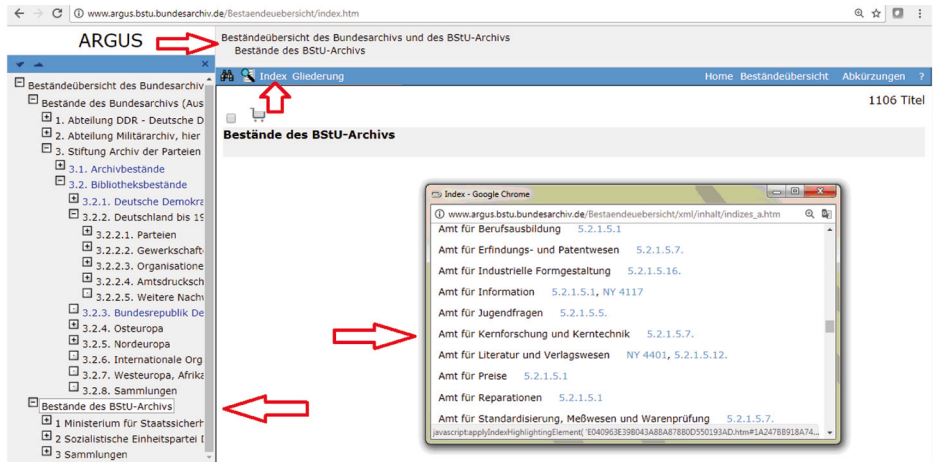 www.argus.bstu.bundesarchiv.de/Bestaendeuebersicht/index.htm
ARGUS
Beständeübersicht des Bundesarchivs und des BStU-Archivs
Bestände des BStU-Archivs
Index Gliederung
Home Beständeübersicht Abkürzungen ?
1106 Titel
Bestände des BStU-Archivs
Beständeübersicht des Bundesarchiv
Bestände des Bundesarchivs (Aus
1. Abteilung DDR - Deutsche D
2. Abteilung Militärarchiv, hier
3. Stiftung Archiv der Parteien
3.1. Archivbestände
3.2. Bibliotheksbestände
3.2.1. Deutsche Demokra
3.2.2. Deutschland bis 19
3.2.2.1. Parteien
3.2.2.2. Gewerkschaft
3.2.2.3. Organisatione
3.2.2.4. Amtsdrucksch
3.2.2.5. Weitere Nachw
3.2.3. Bundesrepublik De
3.2.4. Osteuropa
3.2.5. Nordeuropa
3.2.6. Internationale Org
3.2.7. Westeuropa, Afrika
3.2.8. Sammlungen
Bestände des BStU-Archivs
1 Ministerium für Staatssicherh
2 Sozialistische Einheitspartei D
3 Sammlungen
Index - Google Chrome
www.argus.bstu.bundesarchiv.de/Bestaendeuebersicht/xml/inhalt/indizes_a.htm
Amt für Berufsausbildung 5.2.1.5.1
Amt für Erfindungs- und Patentwesen 5.2.1.5.7.
Amt für Industrielle Formgestaltung 5.2.1.5.16.
Amt für Information 5.2.1.5.1, NY 4117
Amt für Jugendfragen 5.2.1.5.5.
Amt für Kernforschung und Kerntechnik 5.2.1.5.7.
Amt für Literatur und Verlagswesen NY 4401, 5.2.1.5.12.
Amt für Preise 5.2.1.5.1
Amt für Reparationen 5.2.1.5.1
Amt für Standardisierung, Meßwesen und Warenprüfung 5.2.1.5.7.